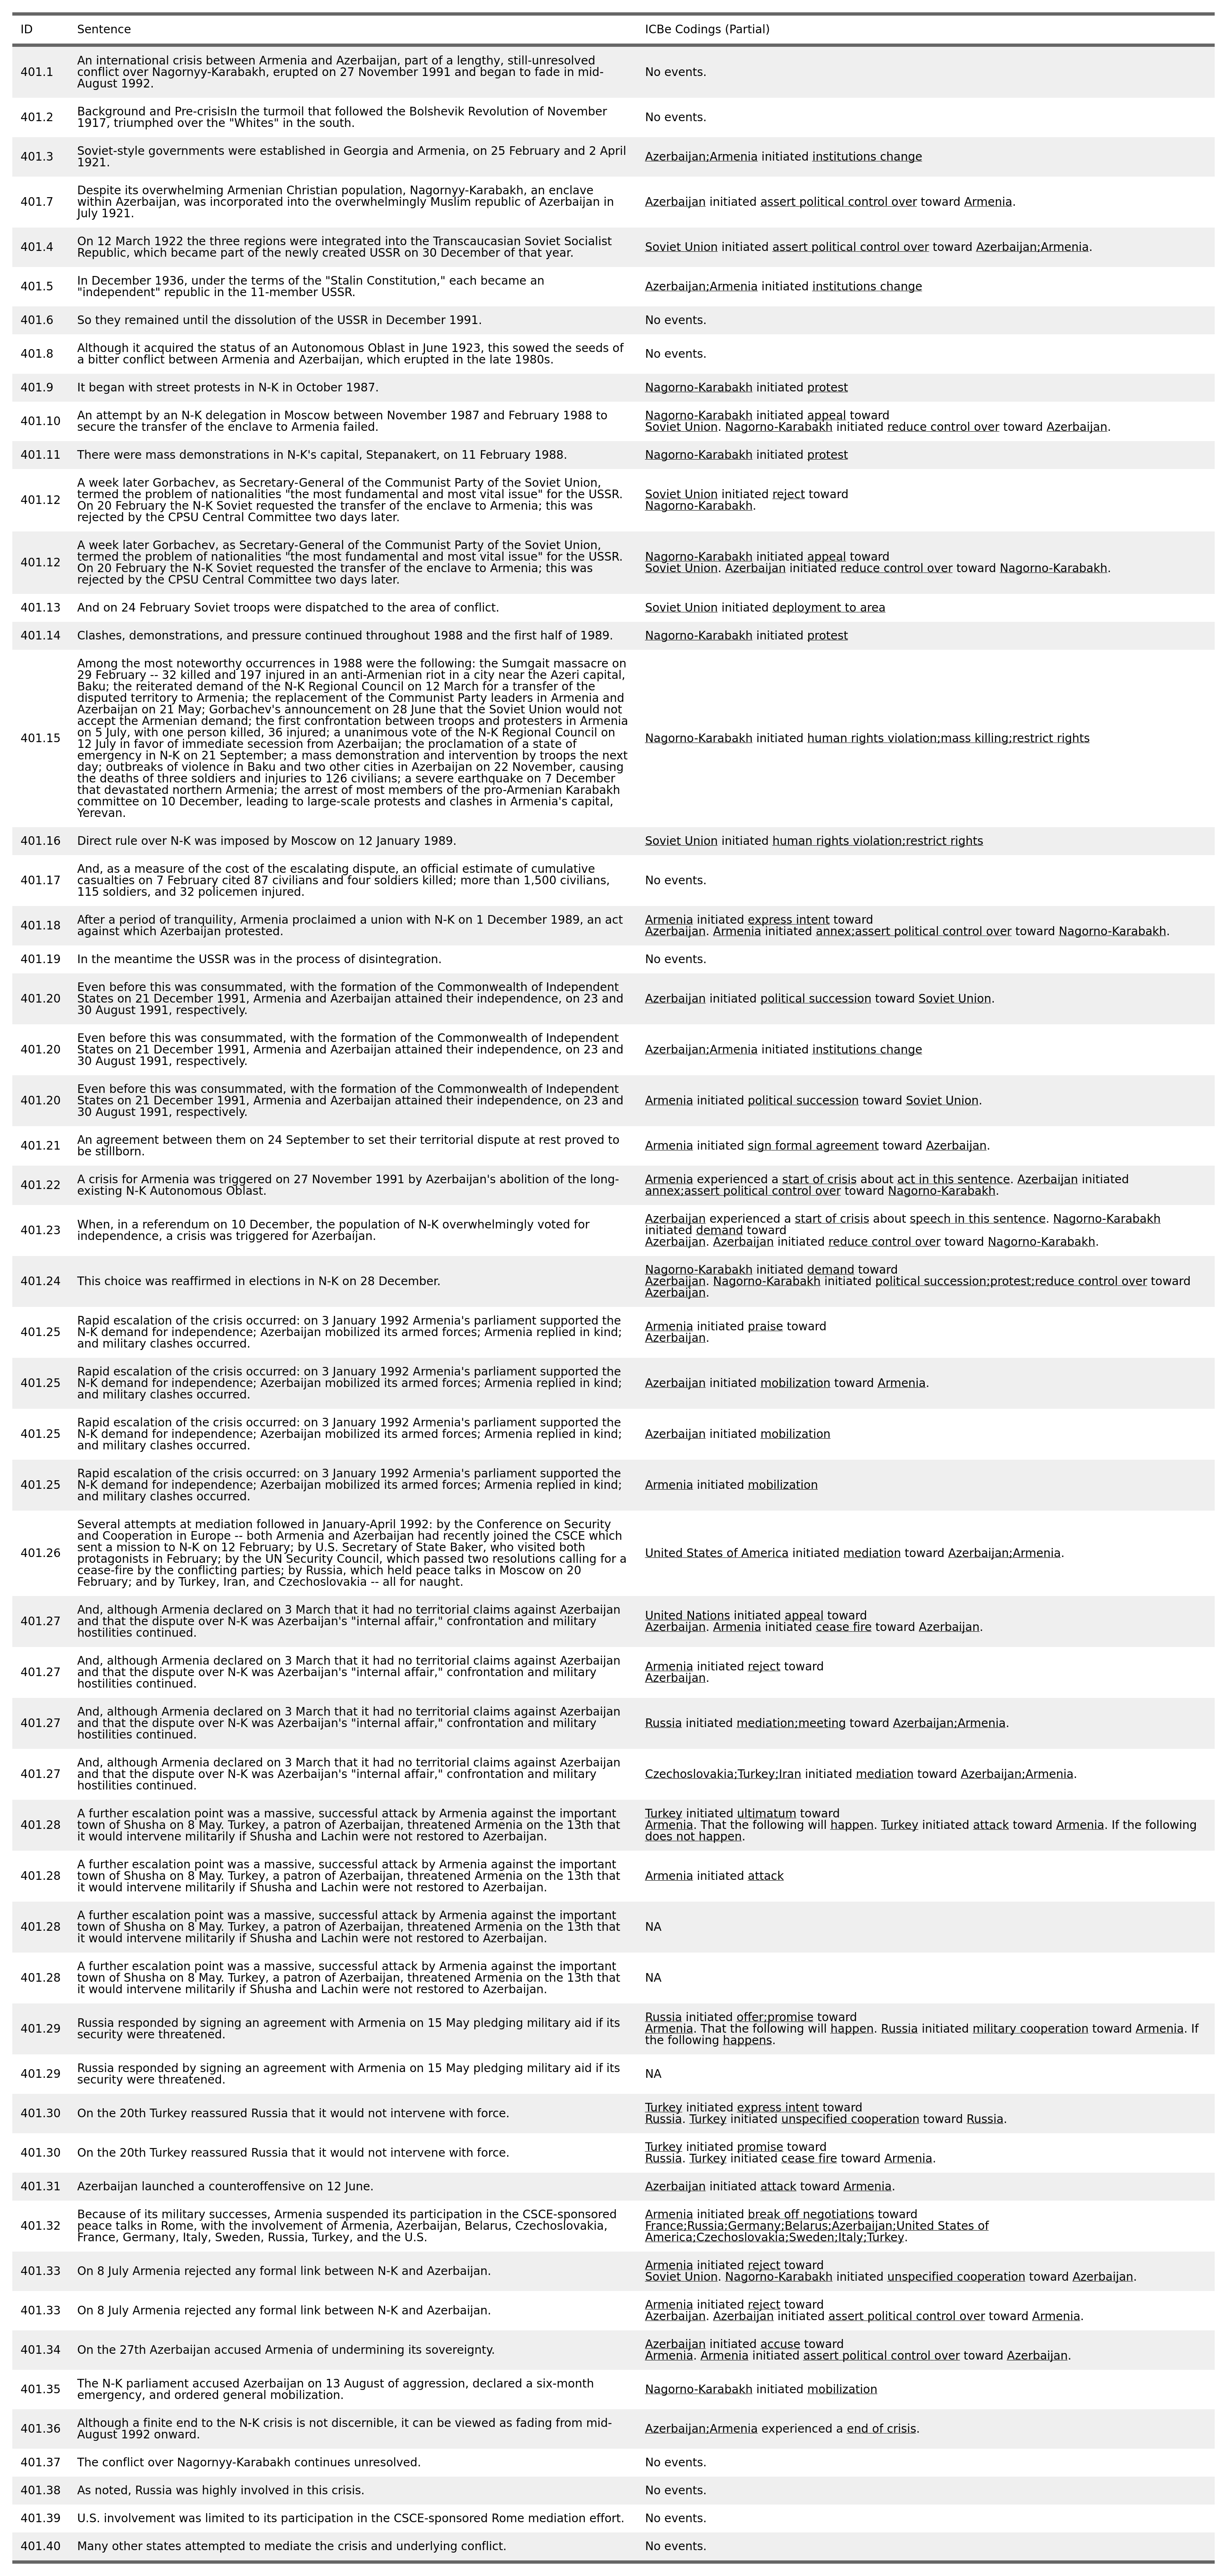 ID Sentence ICBe Codings (Partial)
401.1 An international crisis between Armenia and Azerbaijan, part of a lengthy, still-unresolved
conflict over Nagornyy-Karabakh, erupted on 27 November 1991 and began to fade in mid-
August 1992.
No events.
401.2 Background and Pre-crisisIn the turmoil that followed the Bolshevik Revolution of November
1917, triumphed over the "Whites" in the south.
No events.
401.3 Soviet-style governments were established in Georgia and Armenia, on 25 February and 2 April
1921.
Azerbaijan;Armenia initiated institutions change
401.7 Despite its overwhelming Armenian Christian population, Nagornyy-Karabakh, an enclave
within Azerbaijan, was incorporated into the overwhelmingly Muslim republic of Azerbaijan in
July 1921.
Azerbaijan initiated assert political control over toward Armenia.
401.4 On 12 March 1922 the three regions were integrated into the Transcaucasian Soviet Socialist
Republic, which became part of the newly created USSR on 30 December of that year.
Soviet Union initiated assert political control over toward Azerbaijan;Armenia.
401.5 In December 1936, under the terms of the "Stalin Constitution," each became an
"independent" republic in the 11-member USSR.
Azerbaijan;Armenia initiated institutions change
401.6 So they remained until the dissolution of the USSR in December 1991.
No events.
401.8 Although it acquired the status of an Autonomous Oblast in June 1923, this sowed the seeds of
a bitter conflict between Armenia and Azerbaijan, which erupted in the late 1980s.
No events.
401.9 It began with street protests in N-K in October 1987.
Nagorno-Karabakh initiated protest
401.10 An attempt by an N-K delegation in Moscow between November 1987 and February 1988 to
secure the transfer of the enclave to Armenia failed.
Nagorno-Karabakh initiated appeal toward
Soviet Union. Nagorno-Karabakh initiated reduce control over toward Azerbaijan.
401.11 There were mass demonstrations in N-K's capital, Stepanakert, on 11 February 1988.
Nagorno-Karabakh initiated protest
401.12 A week later Gorbachev, as Secretary-General of the Communist Party of the Soviet Union,
termed the problem of nationalities "the most fundamental and most vital issue" for the USSR.
On 20 February the N-K Soviet requested the transfer of the enclave to Armenia; this was
rejected by the CPSU Central Committee two days later.
Soviet Union initiated reject toward
Nagorno-Karabakh.
401.12 A week later Gorbachev, as Secretary-General of the Communist Party of the Soviet Union,
termed the problem of nationalities "the most fundamental and most vital issue" for the USSR.
On 20 February the N-K Soviet requested the transfer of the enclave to Armenia; this was
rejected by the CPSU Central Committee two days later.
Nagorno-Karabakh initiated appeal toward
Soviet Union. Azerbaijan initiated reduce control over toward Nagorno-Karabakh.
401.13 And on 24 February Soviet troops were dispatched to the area of conflict.
Soviet Union initiated deployment to area
401.14 Clashes, demonstrations, and pressure continued throughout 1988 and the first half of 1989.
Nagorno-Karabakh initiated protest
401.15 Among the most noteworthy occurrences in 1988 were the following: the Sumgait massacre on
29 February -- 32 killed and 197 injured in an anti-Armenian riot in a city near the Azeri capital,
Baku; the reiterated demand of the N-K Regional Council on 12 March for a transfer of the
disputed territory to Armenia; the replacement of the Communist Party leaders in Armenia and
Azerbaijan on 21 May; Gorbachev's announcement on 28 June that the Soviet Union would not
accept the Armenian demand; the first confrontation between troops and protesters in Armenia
on 5 July, with one person killed, 36 injured; a unanimous vote of the N-K Regional Council on
12 July in favor of immediate secession from Azerbaijan; the proclamation of a state of
emergency in N-K on 21 September; a mass demonstration and intervention by troops the next
day; outbreaks of violence in Baku and two other cities in Azerbaijan on 22 November, causing
the deaths of three soldiers and injuries to 126 civilians; a severe earthquake on 7 December
that devastated northern Armenia; the arrest of most members of the pro-Armenian Karabakh
committee on 10 December, leading to large-scale protests and clashes in Armenia's capital,
Yerevan.
Nagorno-Karabakh initiated human rights violation;mass killing;restrict rights
401.16 Direct rule over N-K was imposed by Moscow on 12 January 1989.
Soviet Union initiated human rights violation;restrict rights
401.17 And, as a measure of the cost of the escalating dispute, an official estimate of cumulative
casualties on 7 February cited 87 civilians and four soldiers killed; more than 1,500 civilians,
115 soldiers, and 32 policemen injured.
No events.
401.18 After a period of tranquility, Armenia proclaimed a union with N-K on 1 December 1989, an act
against which Azerbaijan protested.
Armenia initiated express intent toward
Azerbaijan. Armenia initiated annex;assert political control over toward Nagorno-Karabakh.
401.19 In the meantime the USSR was in the process of disintegration.
No events.
401.20 Even before this was consummated, with the formation of the Commonwealth of Independent
States on 21 December 1991, Armenia and Azerbaijan attained their independence, on 23 and
30 August 1991, respectively.
Azerbaijan initiated political succession toward Soviet Union.
401.20 Even before this was consummated, with the formation of the Commonwealth of Independent
States on 21 December 1991, Armenia and Azerbaijan attained their independence, on 23 and
30 August 1991, respectively.
Azerbaijan;Armenia initiated institutions change
401.20 Even before this was consummated, with the formation of the Commonwealth of Independent
States on 21 December 1991, Armenia and Azerbaijan attained their independence, on 23 and
30 August 1991, respectively.
Armenia initiated political succession toward Soviet Union.
401.21 An agreement between them on 24 September to set their territorial dispute at rest proved to
be stillborn.
Armenia initiated sign formal agreement toward Azerbaijan.
401.22 A crisis for Armenia was triggered on 27 November 1991 by Azerbaijan's abolition of the long-
existing N-K Autonomous Oblast.
Armenia experienced a start of crisis about act in this sentence. Azerbaijan initiated
annex;assert political control over toward Nagorno-Karabakh.
401.23 When, in a referendum on 10 December, the population of N-K overwhelmingly voted for
independence, a crisis was triggered for Azerbaijan.
Azerbaijan experienced a start of crisis about speech in this sentence. Nagorno-Karabakh
initiated demand toward
Azerbaijan. Azerbaijan initiated reduce control over toward Nagorno-Karabakh.
401.24 This choice was reaffirmed in elections in N-K on 28 December.
Nagorno-Karabakh initiated demand toward
Azerbaijan. Nagorno-Karabakh initiated political succession;protest;reduce control over toward
Azerbaijan.
401.25 Rapid escalation of the crisis occurred: on 3 January 1992 Armenia's parliament supported the
N-K demand for independence; Azerbaijan mobilized its armed forces; Armenia replied in kind;
and military clashes occurred.
Armenia initiated praise toward
Azerbaijan.
401.25 Rapid escalation of the crisis occurred: on 3 January 1992 Armenia's parliament supported the
N-K demand for independence; Azerbaijan mobilized its armed forces; Armenia replied in kind;
and military clashes occurred.
Azerbaijan initiated mobilization toward Armenia.
401.25 Rapid escalation of the crisis occurred: on 3 January 1992 Armenia's parliament supported the
N-K demand for independence; Azerbaijan mobilized its armed forces; Armenia replied in kind;
and military clashes occurred.
Azerbaijan initiated mobilization
401.25 Rapid escalation of the crisis occurred: on 3 January 1992 Armenia's parliament supported the
N-K demand for independence; Azerbaijan mobilized its armed forces; Armenia replied in kind;
and military clashes occurred.
Armenia initiated mobilization
401.26 Several attempts at mediation followed in January-April 1992: by the Conference on Security
and Cooperation in Europe -- both Armenia and Azerbaijan had recently joined the CSCE which
sent a mission to N-K on 12 February; by U.S. Secretary of State Baker, who visited both
protagonists in February; by the UN Security Council, which passed two resolutions calling for a
cease-fire by the conflicting parties; by Russia, which held peace talks in Moscow on 20
February; and by Turkey, Iran, and Czechoslovakia -- all for naught.
United States of America initiated mediation toward Azerbaijan;Armenia.
401.27 And, although Armenia declared on 3 March that it had no territorial claims against Azerbaijan
and that the dispute over N-K was Azerbaijan's "internal affair," confrontation and military
hostilities continued.
United Nations initiated appeal toward
Azerbaijan. Armenia initiated cease fire toward Azerbaijan.
401.27 And, although Armenia declared on 3 March that it had no territorial claims against Azerbaijan
and that the dispute over N-K was Azerbaijan's "internal affair," confrontation and military
hostilities continued.
Armenia initiated reject toward
Azerbaijan.
401.27 And, although Armenia declared on 3 March that it had no territorial claims against Azerbaijan
and that the dispute over N-K was Azerbaijan's "internal affair," confrontation and military
hostilities continued.
Russia initiated mediation;meeting toward Azerbaijan;Armenia.
401.27 And, although Armenia declared on 3 March that it had no territorial claims against Azerbaijan
and that the dispute over N-K was Azerbaijan's "internal affair," confrontation and military
hostilities continued.
Czechoslovakia;Turkey;Iran initiated mediation toward Azerbaijan;Armenia.
401.28 A further escalation point was a massive, successful attack by Armenia against the important
town of Shusha on 8 May. Turkey, a patron of Azerbaijan, threatened Armenia on the 13th that
it would intervene militarily if Shusha and Lachin were not restored to Azerbaijan.
Turkey initiated ultimatum toward
Armenia. That the following will happen. Turkey initiated attack toward Armenia. If the following
does not happen.
401.28 A further escalation point was a massive, successful attack by Armenia against the important
town of Shusha on 8 May. Turkey, a patron of Azerbaijan, threatened Armenia on the 13th that
it would intervene militarily if Shusha and Lachin were not restored to Azerbaijan.
Armenia initiated attack
401.28 A further escalation point was a massive, successful attack by Armenia against the important
town of Shusha on 8 May. Turkey, a patron of Azerbaijan, threatened Armenia on the 13th that
it would intervene militarily if Shusha and Lachin were not restored to Azerbaijan.
NA
401.28 A further escalation point was a massive, successful attack by Armenia against the important
town of Shusha on 8 May. Turkey, a patron of Azerbaijan, threatened Armenia on the 13th that
it would intervene militarily if Shusha and Lachin were not restored to Azerbaijan.
NA
401.29 Russia responded by signing an agreement with Armenia on 15 May pledging military aid if its
security were threatened.
Russia initiated offer;promise toward
Armenia. That the following will happen. Russia initiated military cooperation toward Armenia. If
the following happens.
401.29 Russia responded by signing an agreement with Armenia on 15 May pledging military aid if its
security were threatened.
NA
401.30 On the 20th Turkey reassured Russia that it would not intervene with force.
Turkey initiated express intent toward
Russia. Turkey initiated unspecified cooperation toward Russia.
401.30 On the 20th Turkey reassured Russia that it would not intervene with force.
Turkey initiated promise toward
Russia. Turkey initiated cease fire toward Armenia.
401.31 Azerbaijan launched a counteroffensive on 12 June.
Azerbaijan initiated attack toward Armenia.
401.32 Because of its military successes, Armenia suspended its participation in the CSCE-sponsored
peace talks in Rome, with the involvement of Armenia, Azerbaijan, Belarus, Czechoslovakia,
France, Germany, Italy, Sweden, Russia, Turkey, and the U.S.
Armenia initiated break off negotiations toward
France;Russia;Germany;Belarus;Azerbaijan;United States of
America;Czechoslovakia;Sweden;Italy;Turkey.
401.33 On 8 July Armenia rejected any formal link between N-K and Azerbaijan.
Armenia initiated reject toward
Soviet Union. Nagorno-Karabakh initiated unspecified cooperation toward Azerbaijan.
401.33 On 8 July Armenia rejected any formal link between N-K and Azerbaijan.
Armenia initiated reject toward
Azerbaijan. Azerbaijan initiated assert political control over toward Armenia.
401.34 On the 27th Azerbaijan accused Armenia of undermining its sovereignty.
Azerbaijan initiated accuse toward
Armenia. Armenia initiated assert political control over toward Azerbaijan.
401.35 The N-K parliament accused Azerbaijan on 13 August of aggression, declared a six-month
emergency, and ordered general mobilization.
Nagorno-Karabakh initiated mobilization
401.36 Although a finite end to the N-K crisis is not discernible, it can be viewed as fading from mid-
August 1992 onward.
Azerbaijan;Armenia experienced a end of crisis.
401.37 The conflict over Nagornyy-Karabakh continues unresolved.
No events.
401.38 As noted, Russia was highly involved in this crisis.
No events.
401.39 U.S. involvement was limited to its participation in the CSCE-sponsored Rome mediation effort.
No events.
401.40 Many other states attempted to mediate the crisis and underlying conflict.
No events.